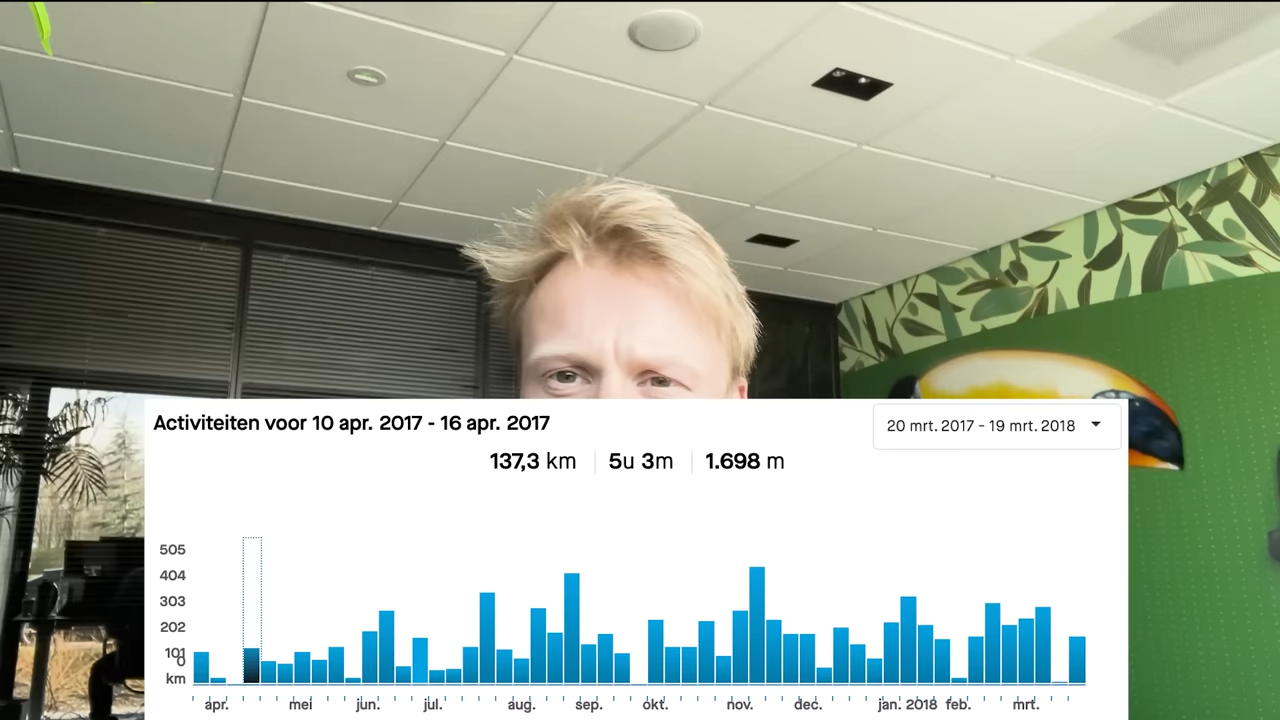 Activiteiten voor 10 apr. 2017 - 16 apr. 2017
20 mrt. 2017 - 19 mrt. 2018
137,3 km 5u 3m 1.698 m
505
404
303
202
101
0
km
apr. mei jun. jul. aug. sep. okt. nov. dec. jan. 2018 feb. mrt.